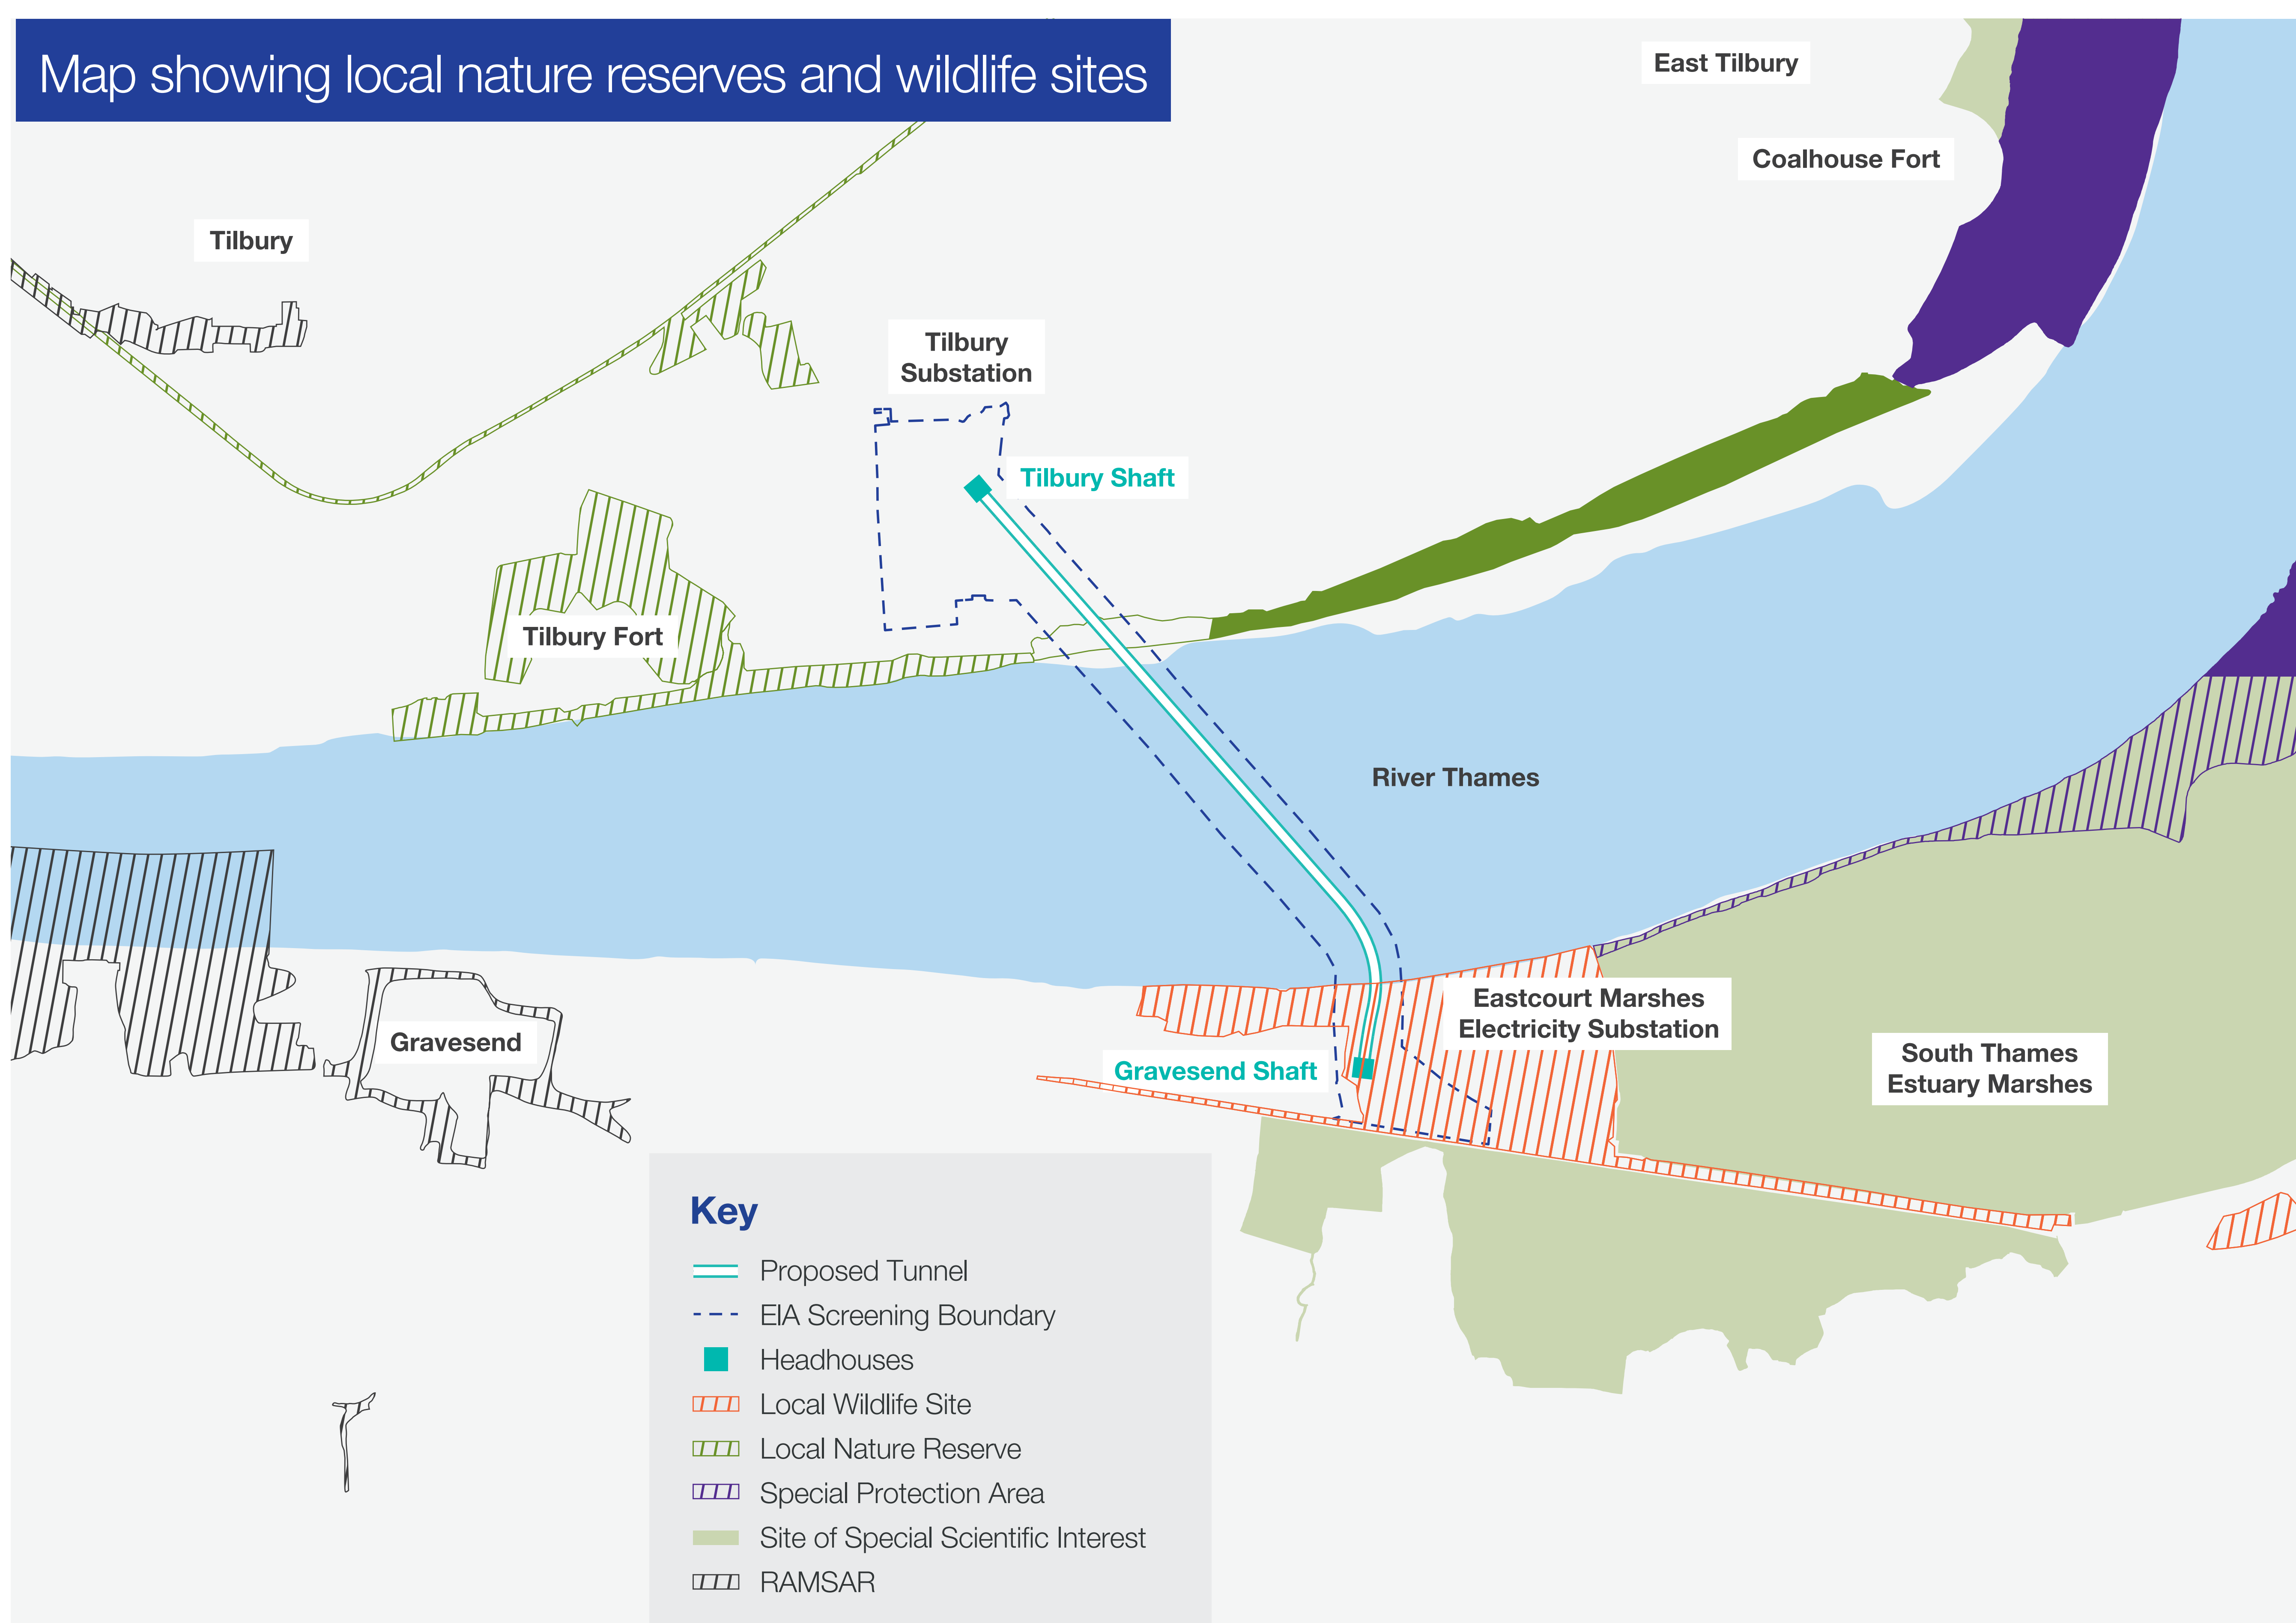 Map showing local nature reserves and wildlife sites
East Tilbury
Coalhouse Fort
Tilbury
Tilbury
Substation
Tilbury Shaft
Tilbury Fort
River Thames
Eastcourt Marshes
Electricity Substation
Gravesend
Gravesend Shaft
South Thames
Estuary Marshes
Key
Proposed Tunnel
EIA Screening Boundary
Headhouses
Local Wildlife Site
Local Nature Reserve
Special Protection Area
Site of Special Scientific Interest
RAMSAR